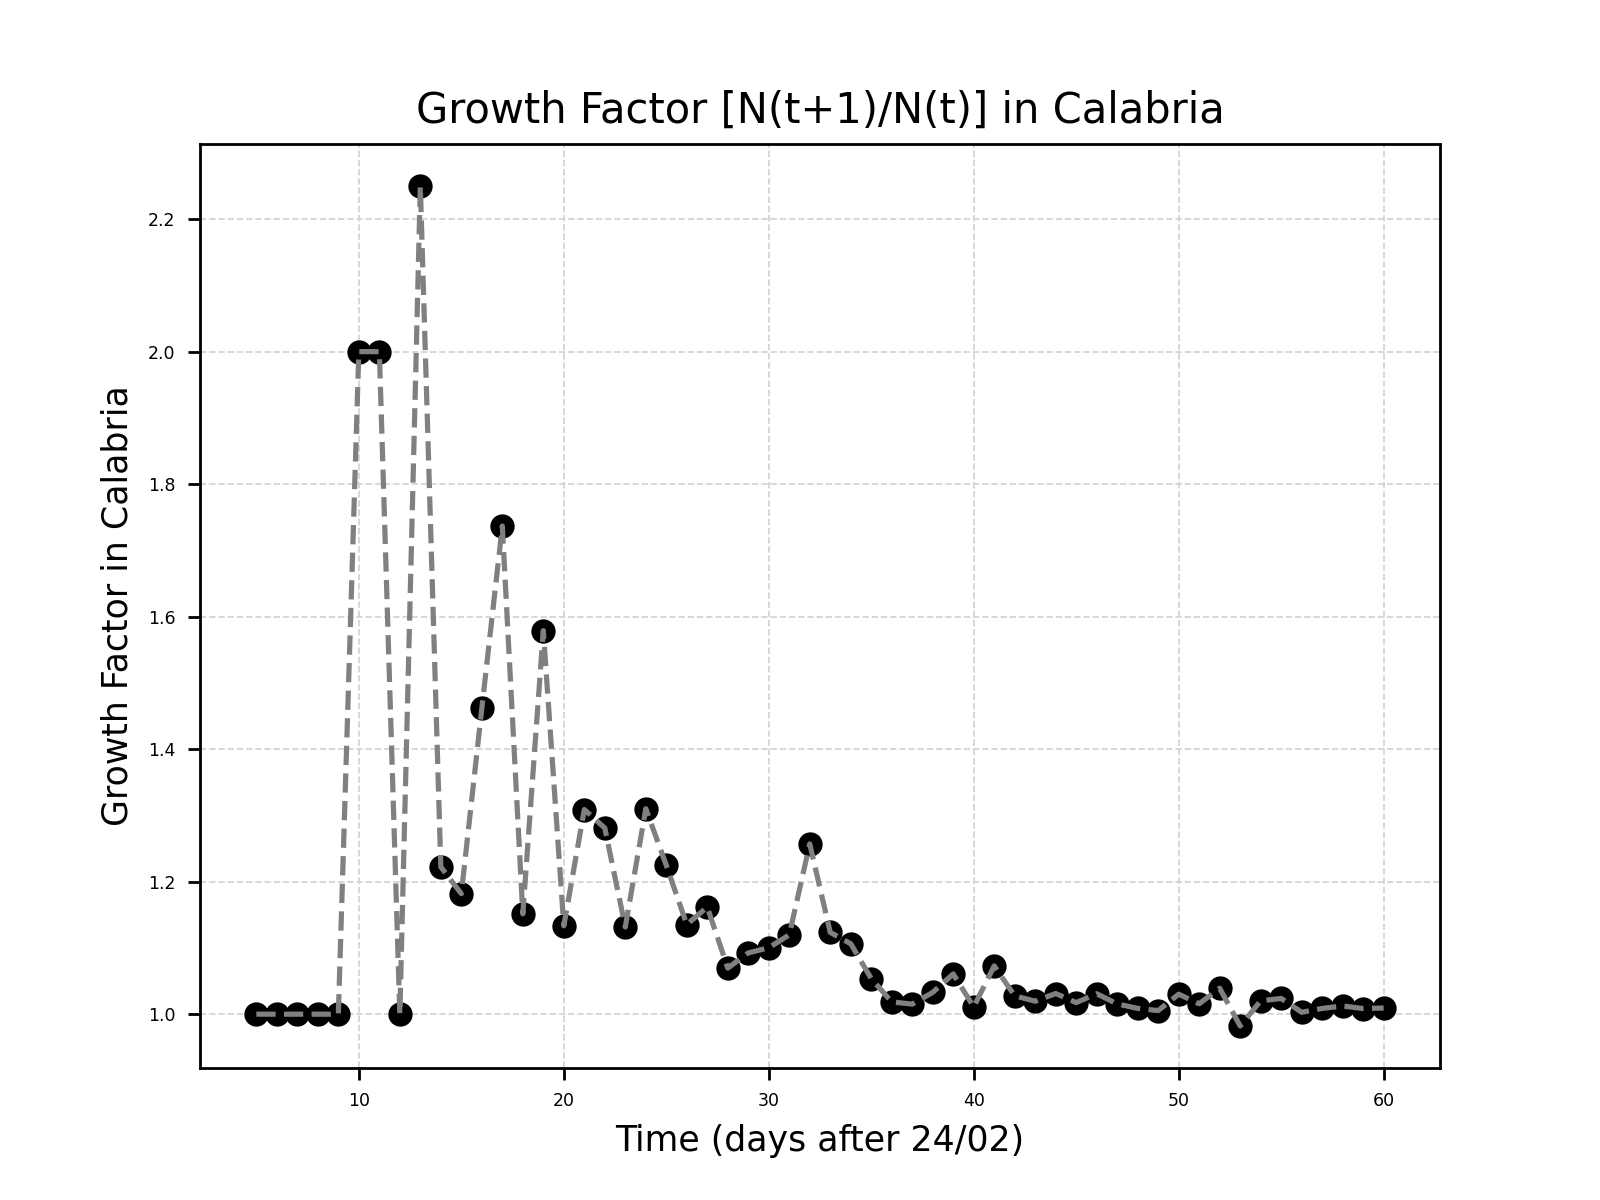 Growth Factor [N(t+1)/N(t)] in Calabria
Growth Factor in Calabria
2.2
2.0
1.8
1.6
1.4
1.2
1.0
10 20 30 40 50 60
Time (days after 24/02)